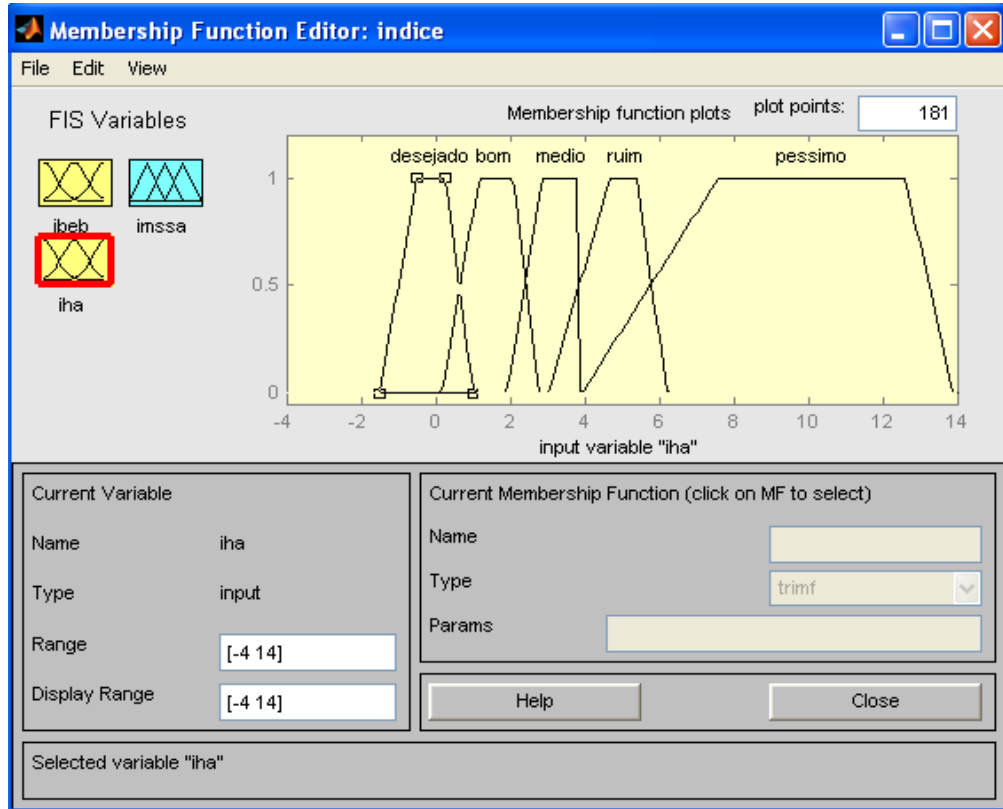 Membership Function Editor: indice
File Edit View
FIS Variables
ibeb
imssa
iha
Membership function plots plot points: 181
desejado bom medio ruim pessimo
1
0.5
0
-4 -2 0 2 4 6 8 10 12 14
input variable "iha"
Current Variable
Name iha
Type input
Range [-4 14]
Display Range [-4 14]
Current Membership Function (click on MF to select)
Name
Type trimf
Params
Help Close
Selected variable "iha"